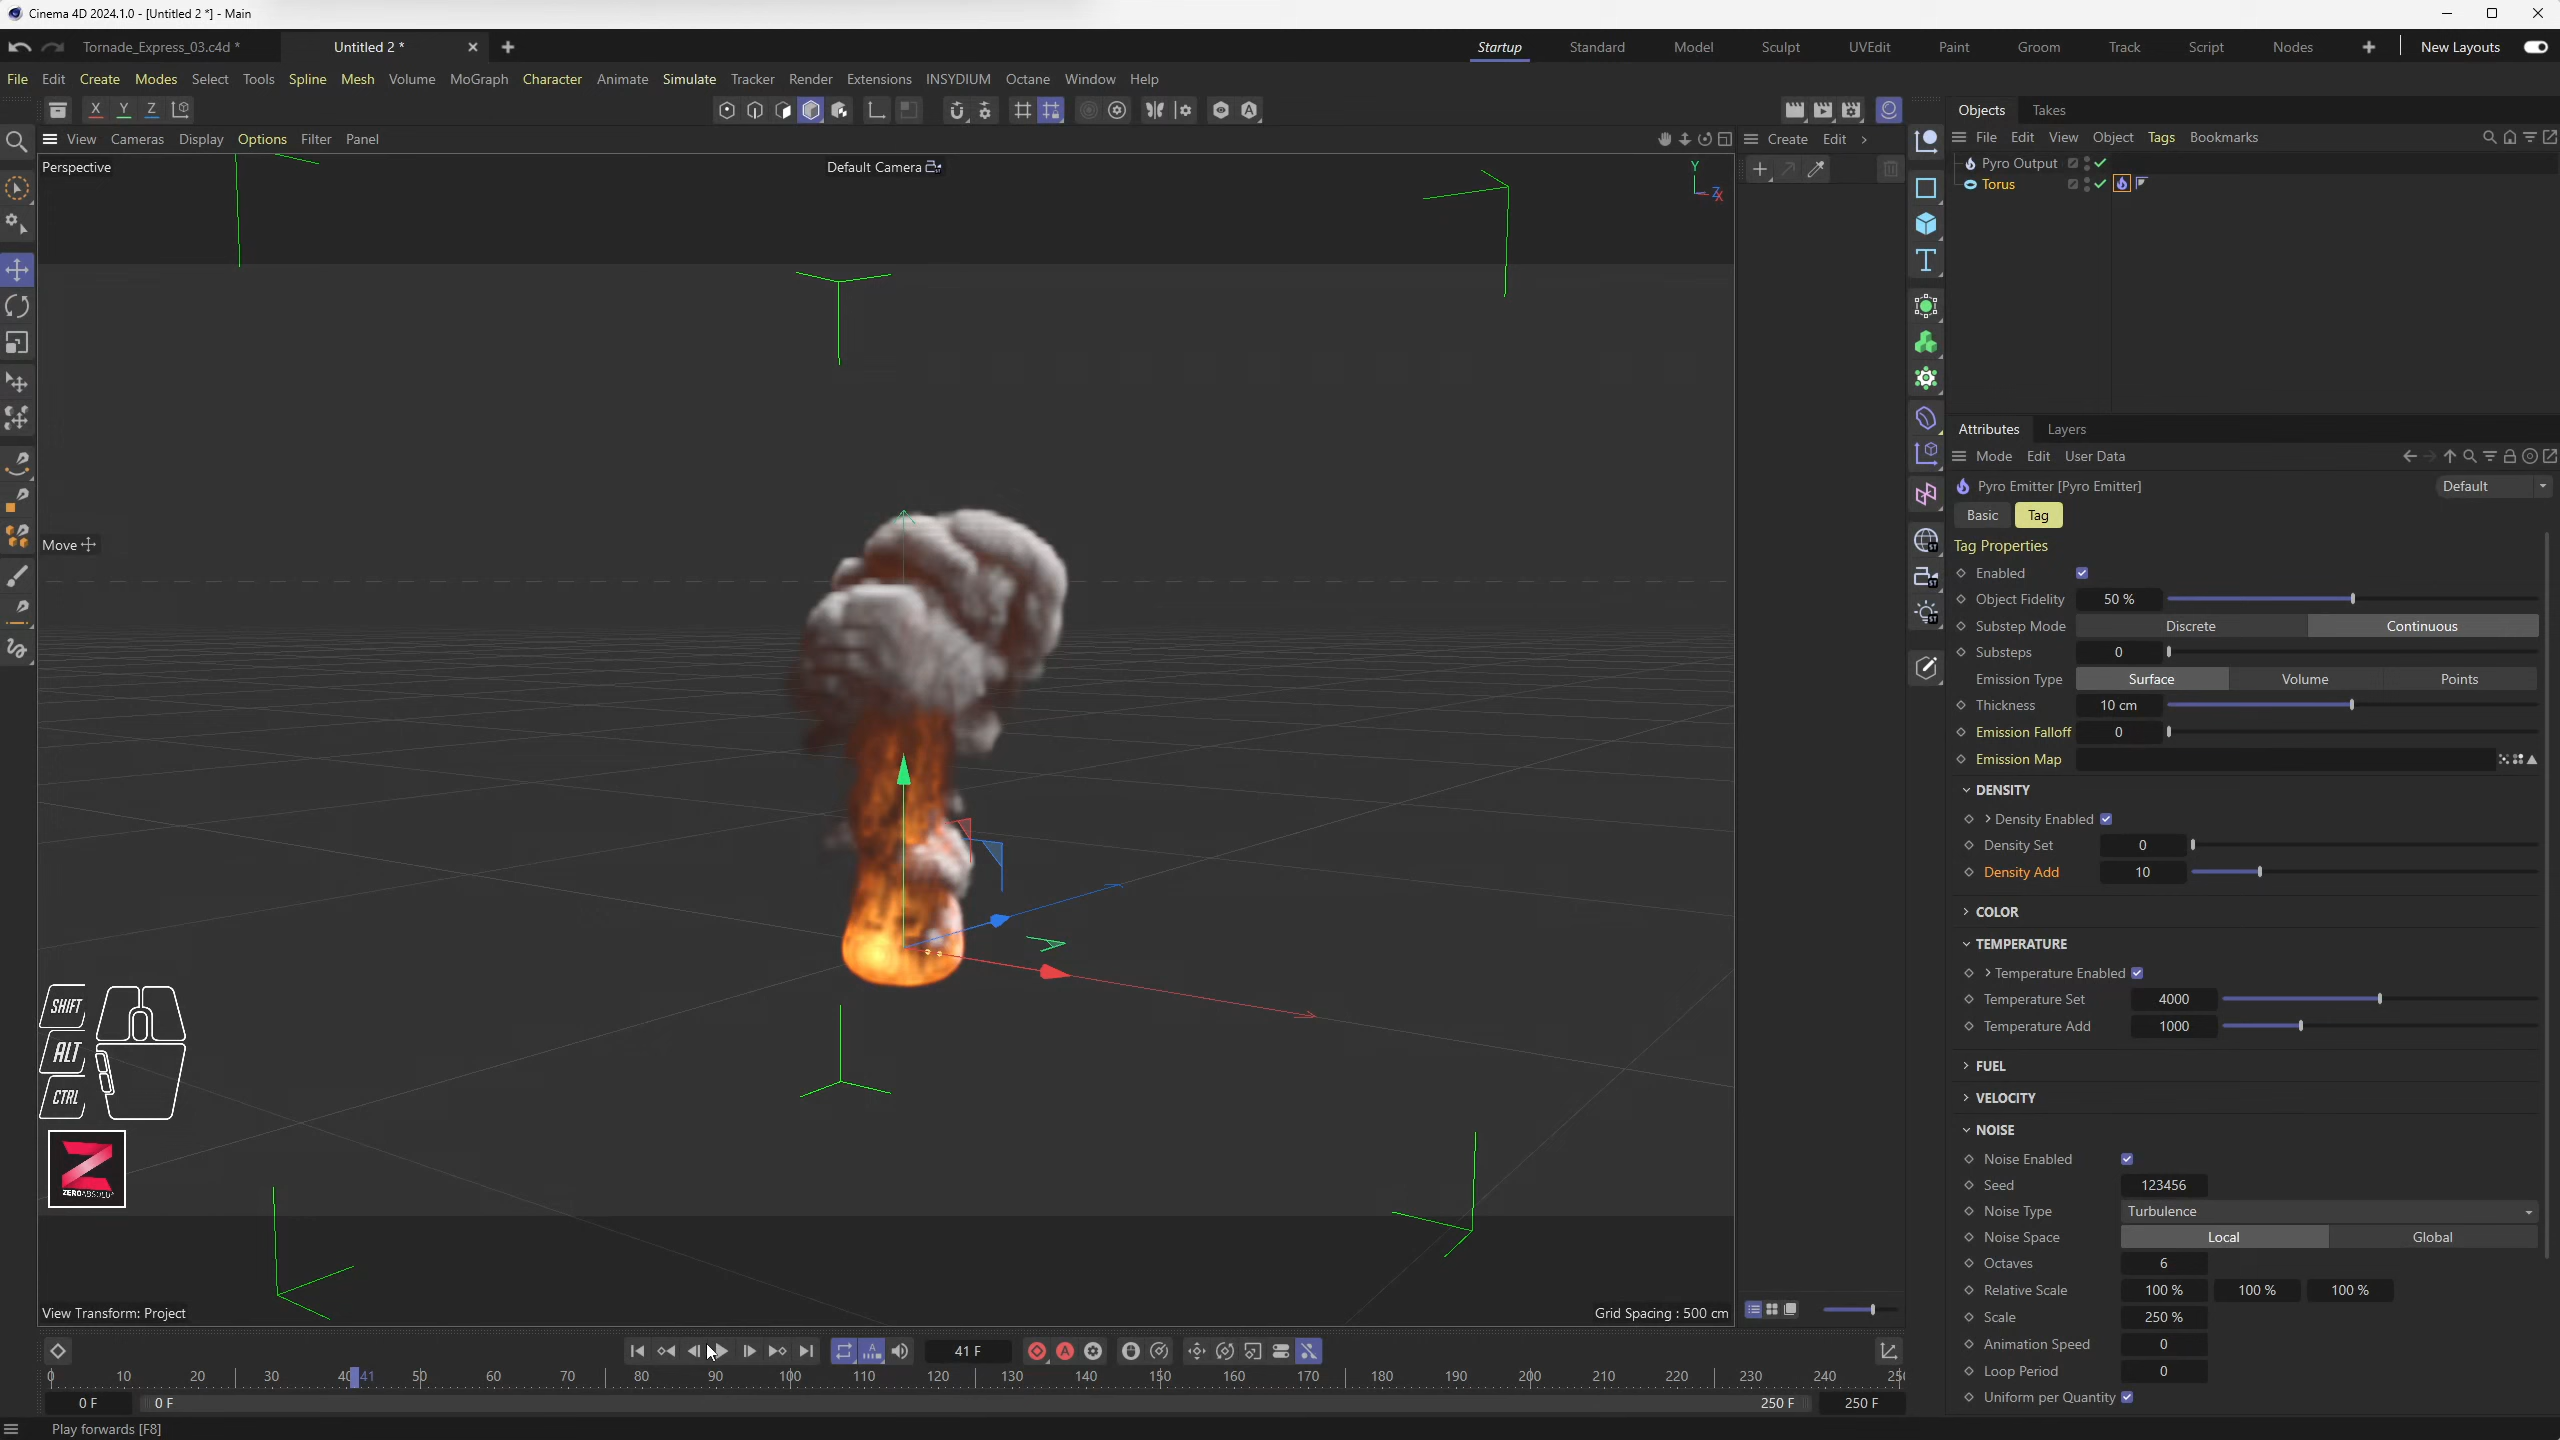 Cinema 4D 2024.1.0 - [Untitled 2 *] - Main
Tornade_Express_03.c4d *
Untitled 2 *
Startup Standard Model Sculpt UVEdit Paint Groom Track Script Nodes New Layouts
File Edit Create Modes Select Tools Spline Mesh Volume MoGraph Character Animate Simulate Tracker Render Extensions INSYDIUM Octane Window Help
X Y Z
Objects Takes
View Cameras Display Options Filter Panel
Create Edit
File Edit View Object Tags Bookmarks
Perspective
Default Camera
Y
Z X
Pyro Output
Torus
Move
Attributes Layers
Mode Edit User Data
Pyro Emitter [Pyro Emitter]
Default
Basic Tag
Tag Properties
Enabled
Object Fidelity 50 %
Substep Mode Discrete Continuous
Substeps 0
Emission Type Surface Volume Points
Thickness 10 cm
Emission Falloff 0
Emission Map
DENSITY
Density Enabled
Density Set 0
Density Add 10
COLOR
TEMPERATURE
Temperature Enabled
Temperature Set 4000
Temperature Add 1000
FUEL
VELOCITY
NOISE
Noise Enabled
Seed 123456
Noise Type Turbulence
Noise Space Local Global
Octaves 6
Relative Scale 100 % 100 % 100 %
Scale 250 %
Animation Speed 0
Loop Period 0
Uniform per Quantity
SHIFT
ALT
CTRL
Z
ZEROABSOLU
View Transform: Project
Grid Spacing : 500 cm
41 F
0 10 20 30 40 41 50 60 70 80 90 100 110 120 130 140 150 160 170 180 190 200 210 220 230 240 25
0 F 0 F 250 F 250 F
Play forwards [F8]